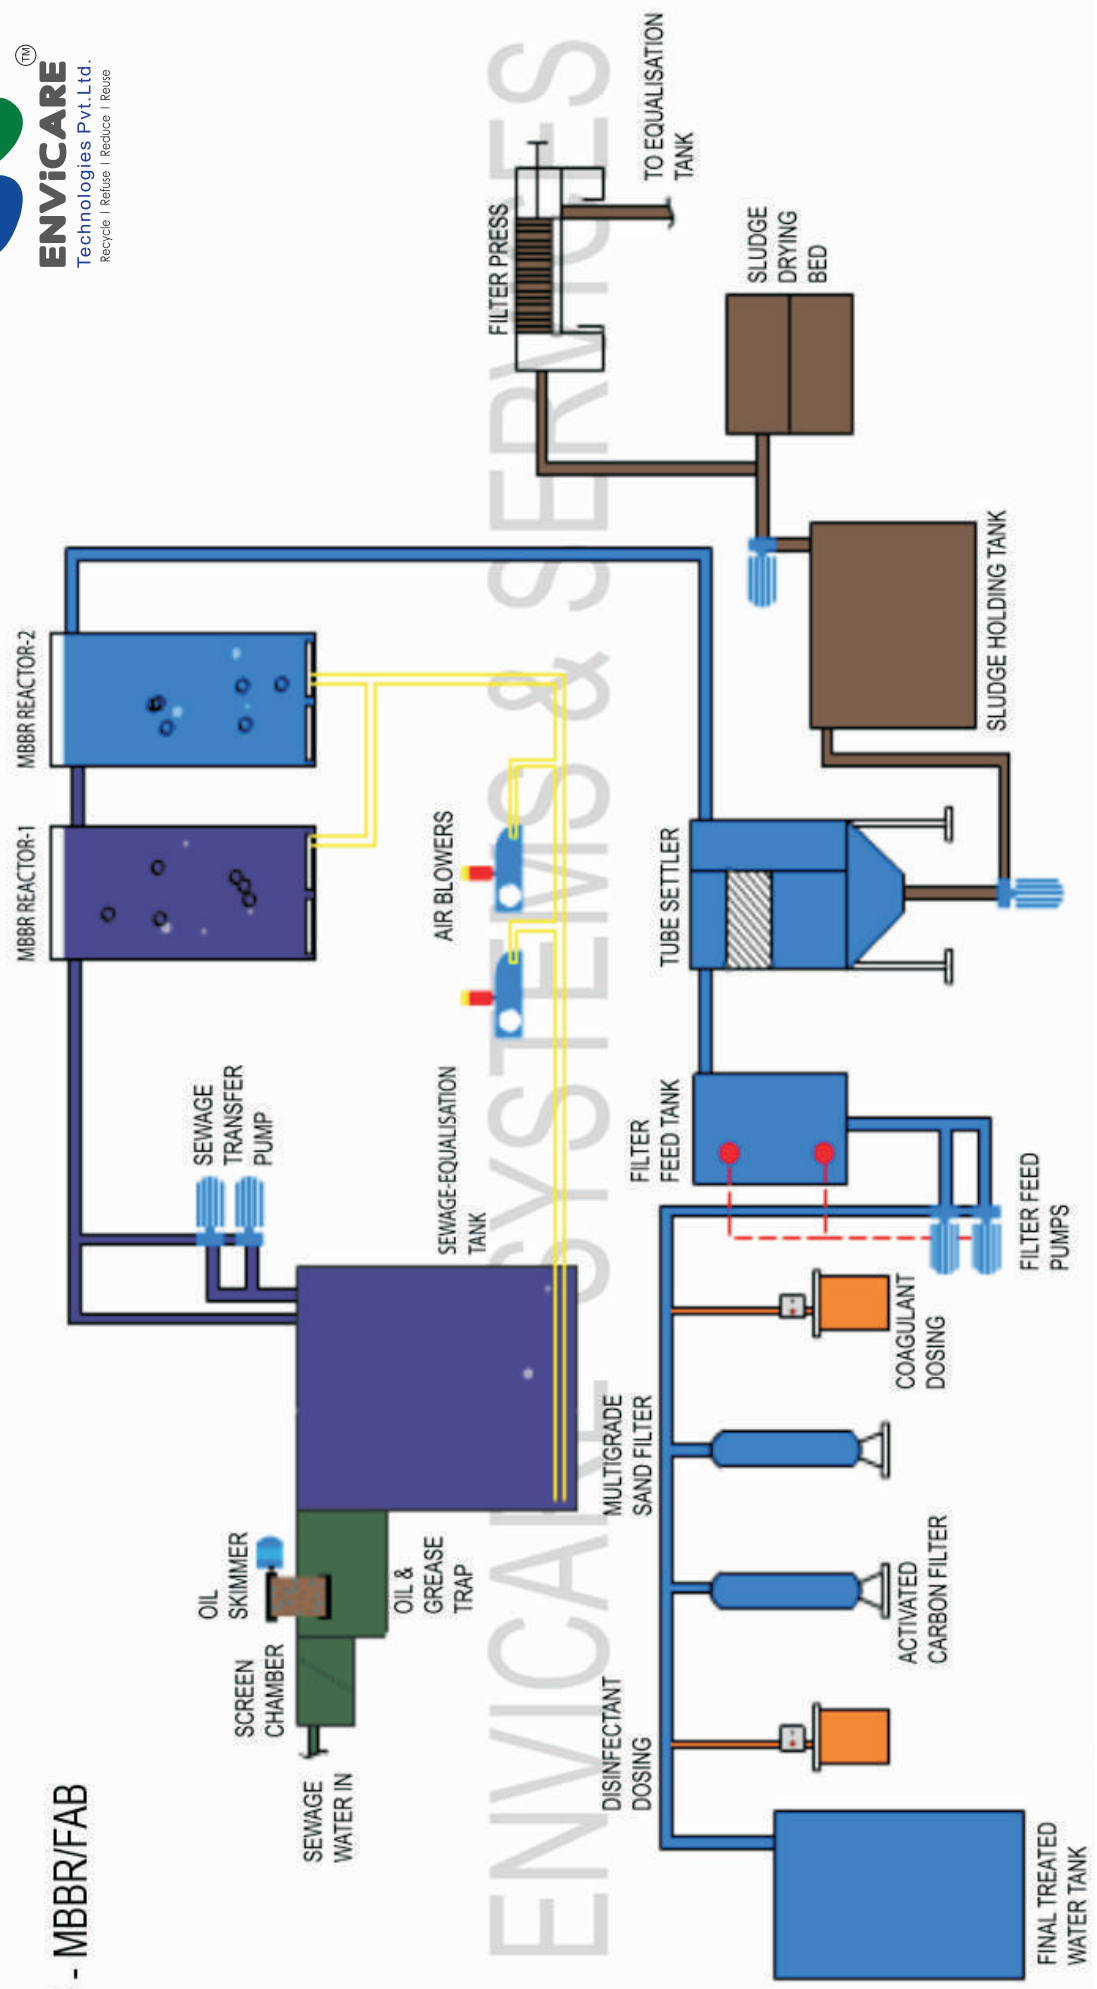 - MBBR/FAB
TM
ENViCARE
Technologies Pvt.Ltd.
Recycle I Refuse I Reduce I Reuse
MBBR REACTOR-1
MBBR REACTOR-2
SEWAGE
TRANSFER
PUMP
OIL
SKIMMER
SCREEN
CHAMBER
SEWAGE
WATER IN
OIL &
GREASE
TRAP
SEWAGE-EQUALISATION
TANK
AIR BLOWERS
FILTER PRESS
TO EQUALISATION
TANK
ENVICARE SYSTEMS & SERVICES
DISINFECTANT
DOSING
MULTIGRADE
SAND FILTER
FILTER
FEED TANK
TUBE SETTLER
SLUDGE
DRYING
BED
ACTIVATED
CARBON FILTER
COAGULANT
DOSING
FILTER FEED
PUMPS
SLUDGE HOLDING TANK
FINAL TREATED
WATER TANK